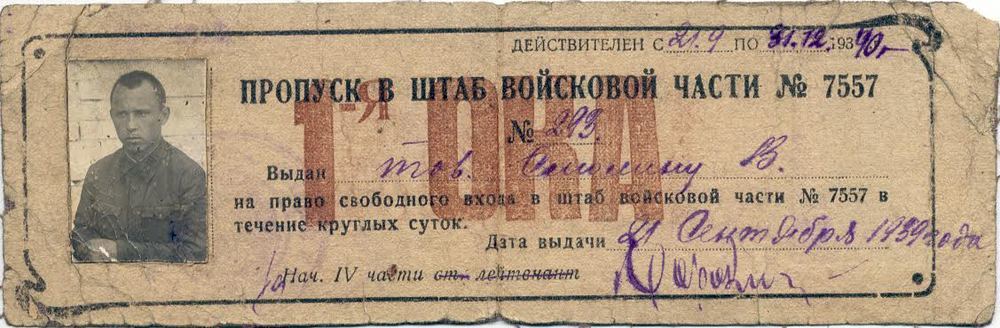 ДЕЙСТВИТЕЛЕН С 21.9 ПО 31.12. 1940 г.
ПРОПУСК В ШТАБ ВОЙСКОВОЙ ЧАСТИ № 7557
1-Я ОКА
№ 293.
Выдан тов. Смолину В.
на право свободного входа в штаб войсковой части № 7557 в
течение круглых суток.
Дата выдачи 21 Сентября 1939 года
Нач. IV части ст. лейтенант